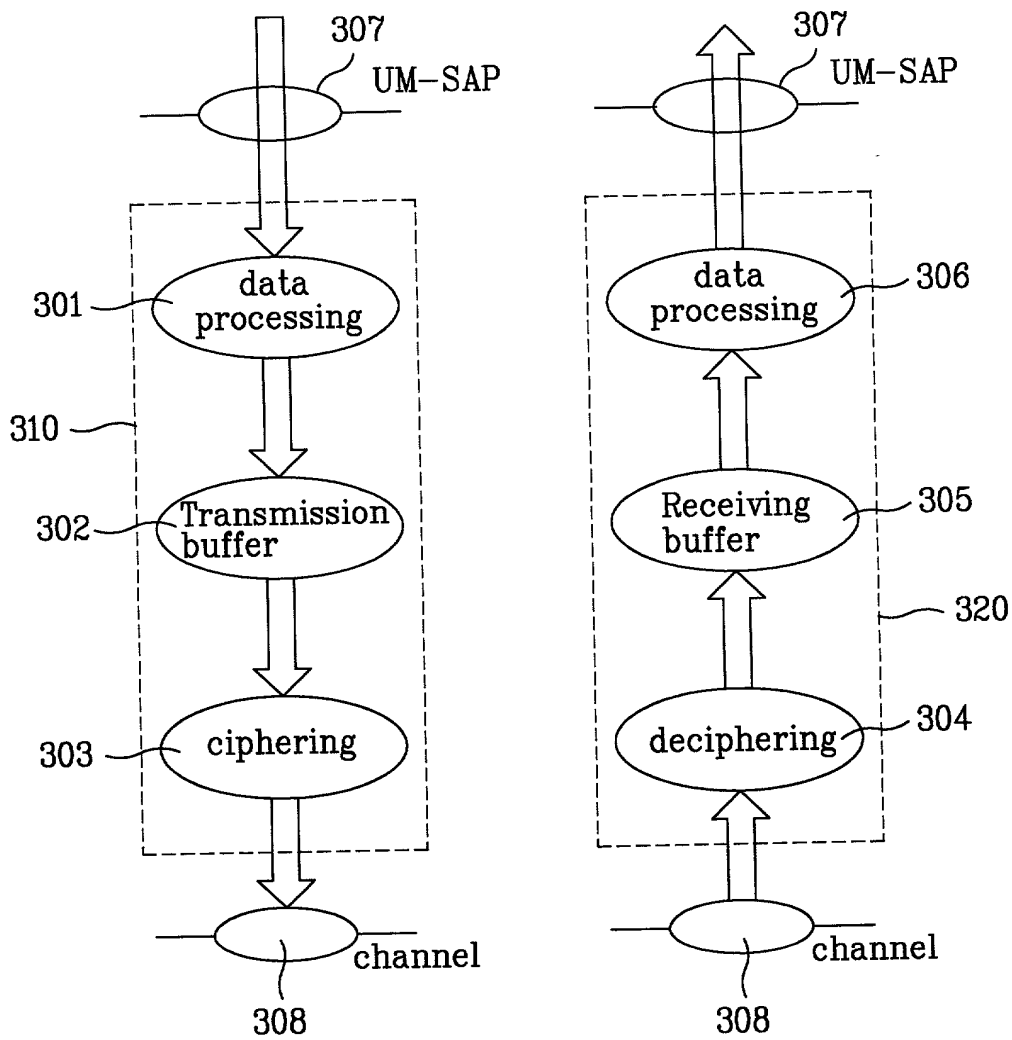 307
UM-SAP
301
data
processing
310
302
Transmission
buffer
303
ciphering
channel
308
307
UM-SAP
data
processing
306
Receiving
buffer
305
320
deciphering
304
channel
308